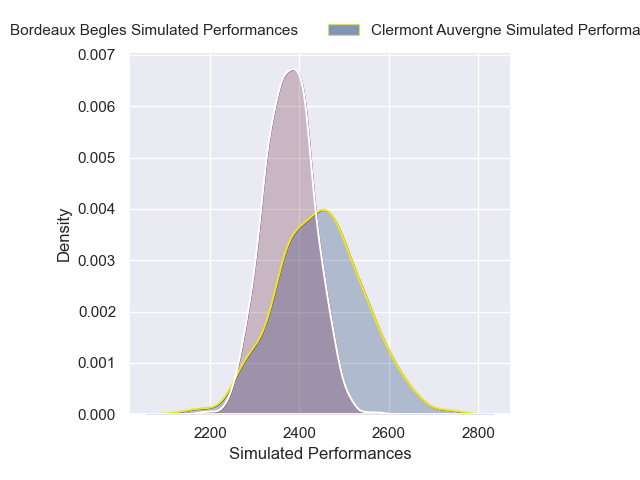 Bordeaux Begles Simulated Performances
Clermont Auvergne Simulated Performa
0.007
0.006
0.005
0.004
0.003
0.002
0.001
0.000
Density
2200 2400 2600 2800
Simulated Performances